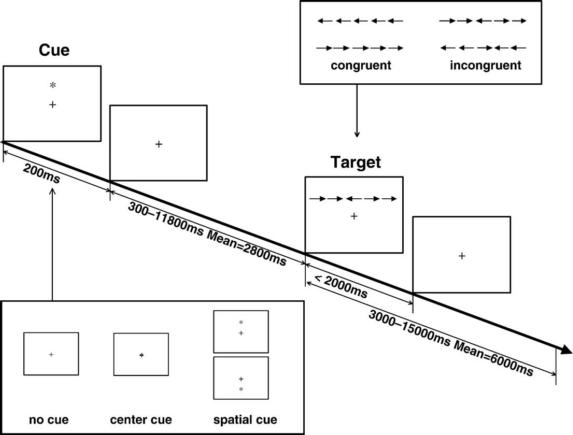 Cue
congruent
incongruent
Target
200ms
300–11800ms Mean=2800ms
< 2000ms
3000–15000ms Mean=6000ms
no cue
center cue
spatial cue